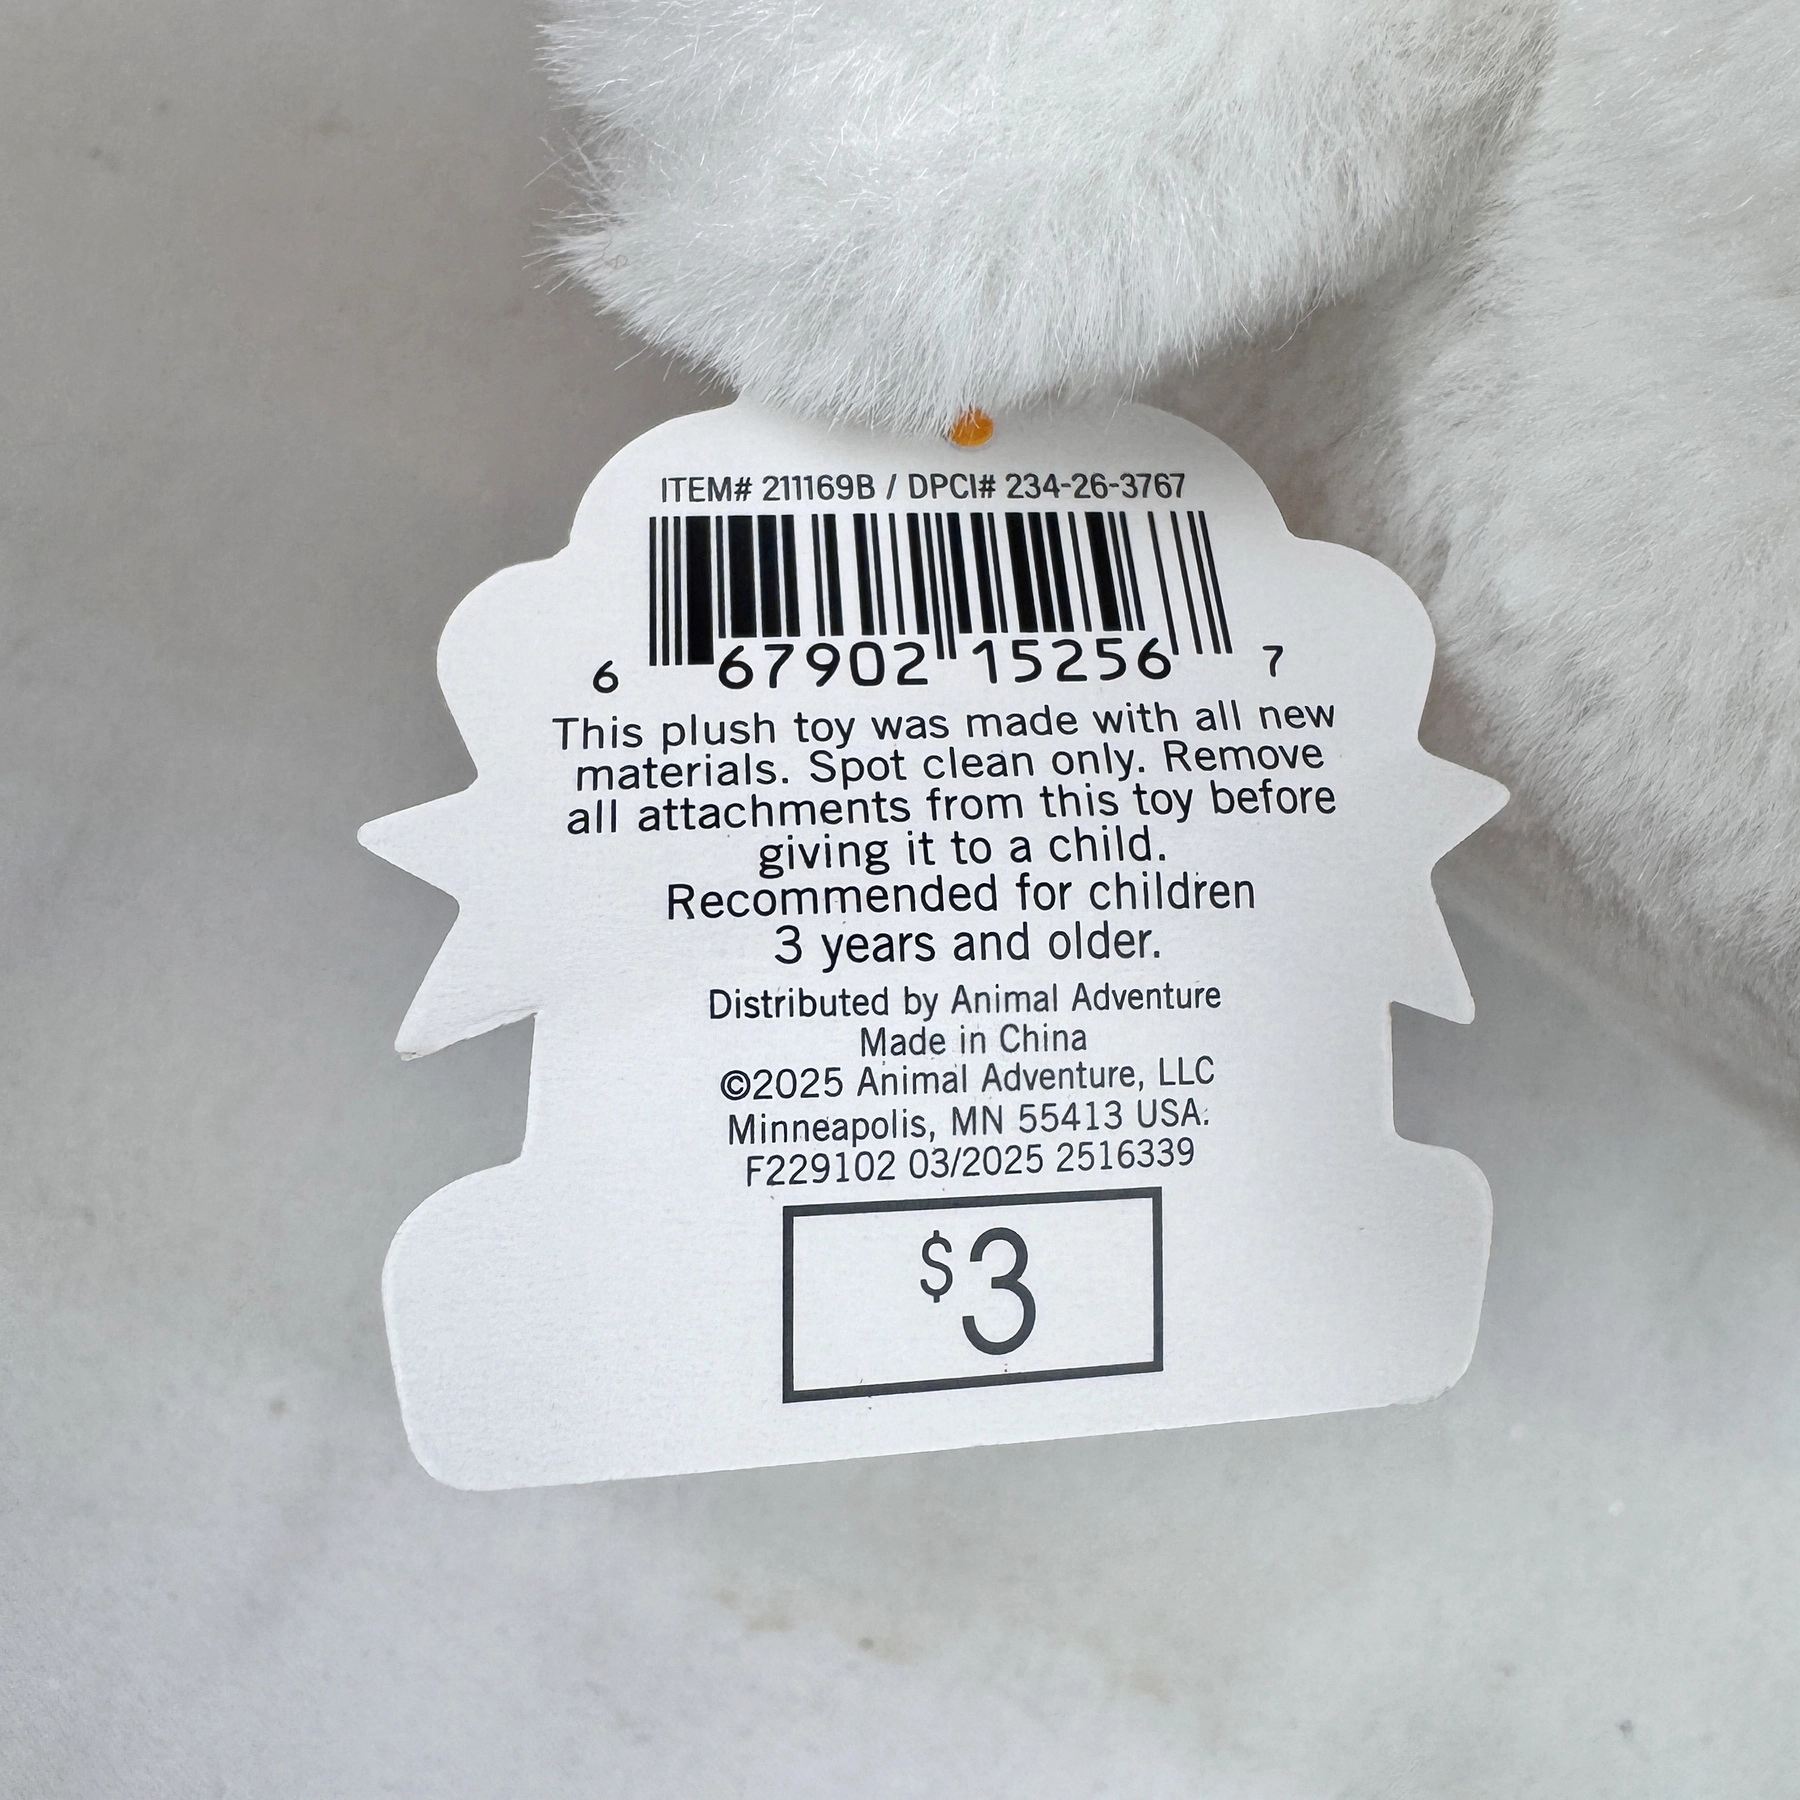 ITEM# 211169B / DPCI# 234-26-3767
6 67902 15256 7
This plush toy was made with all new
materials. Spot clean only. Remove
all attachments from this toy before
giving it to a child.
Recommended for children
3 years and older.
Distributed by Animal Adventure
Made in China
©2025 Animal Adventure, LLC
Minneapolis, MN 55413 USA.
F229102 03/2025 2516339
$3